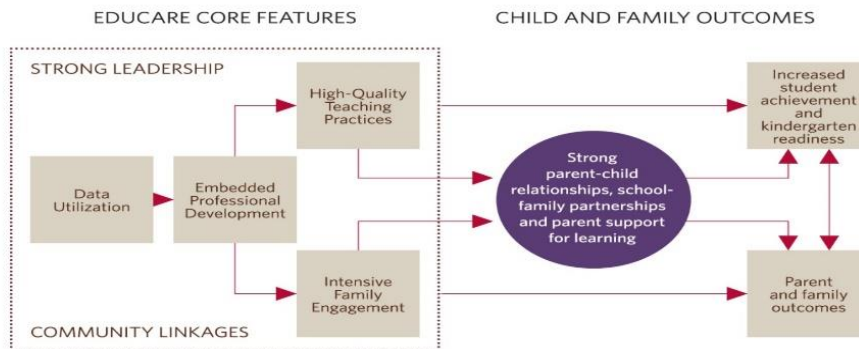 EDUCARE CORE FEATURES
CHILD AND FAMILY OUTCOMES
STRONG LEADERSHIP
High-Quality
Teaching
Practices
Data
Utilization
Embedded
Professional
Development
Intensive
Family
Engagement
COMMUNITY LINKAGES
Strong
parent-child
relationships, school-
family partnerships
and parent support
for learning
Increased
student
achievement
and
kindergarten
readiness
Parent
and family
outcomes